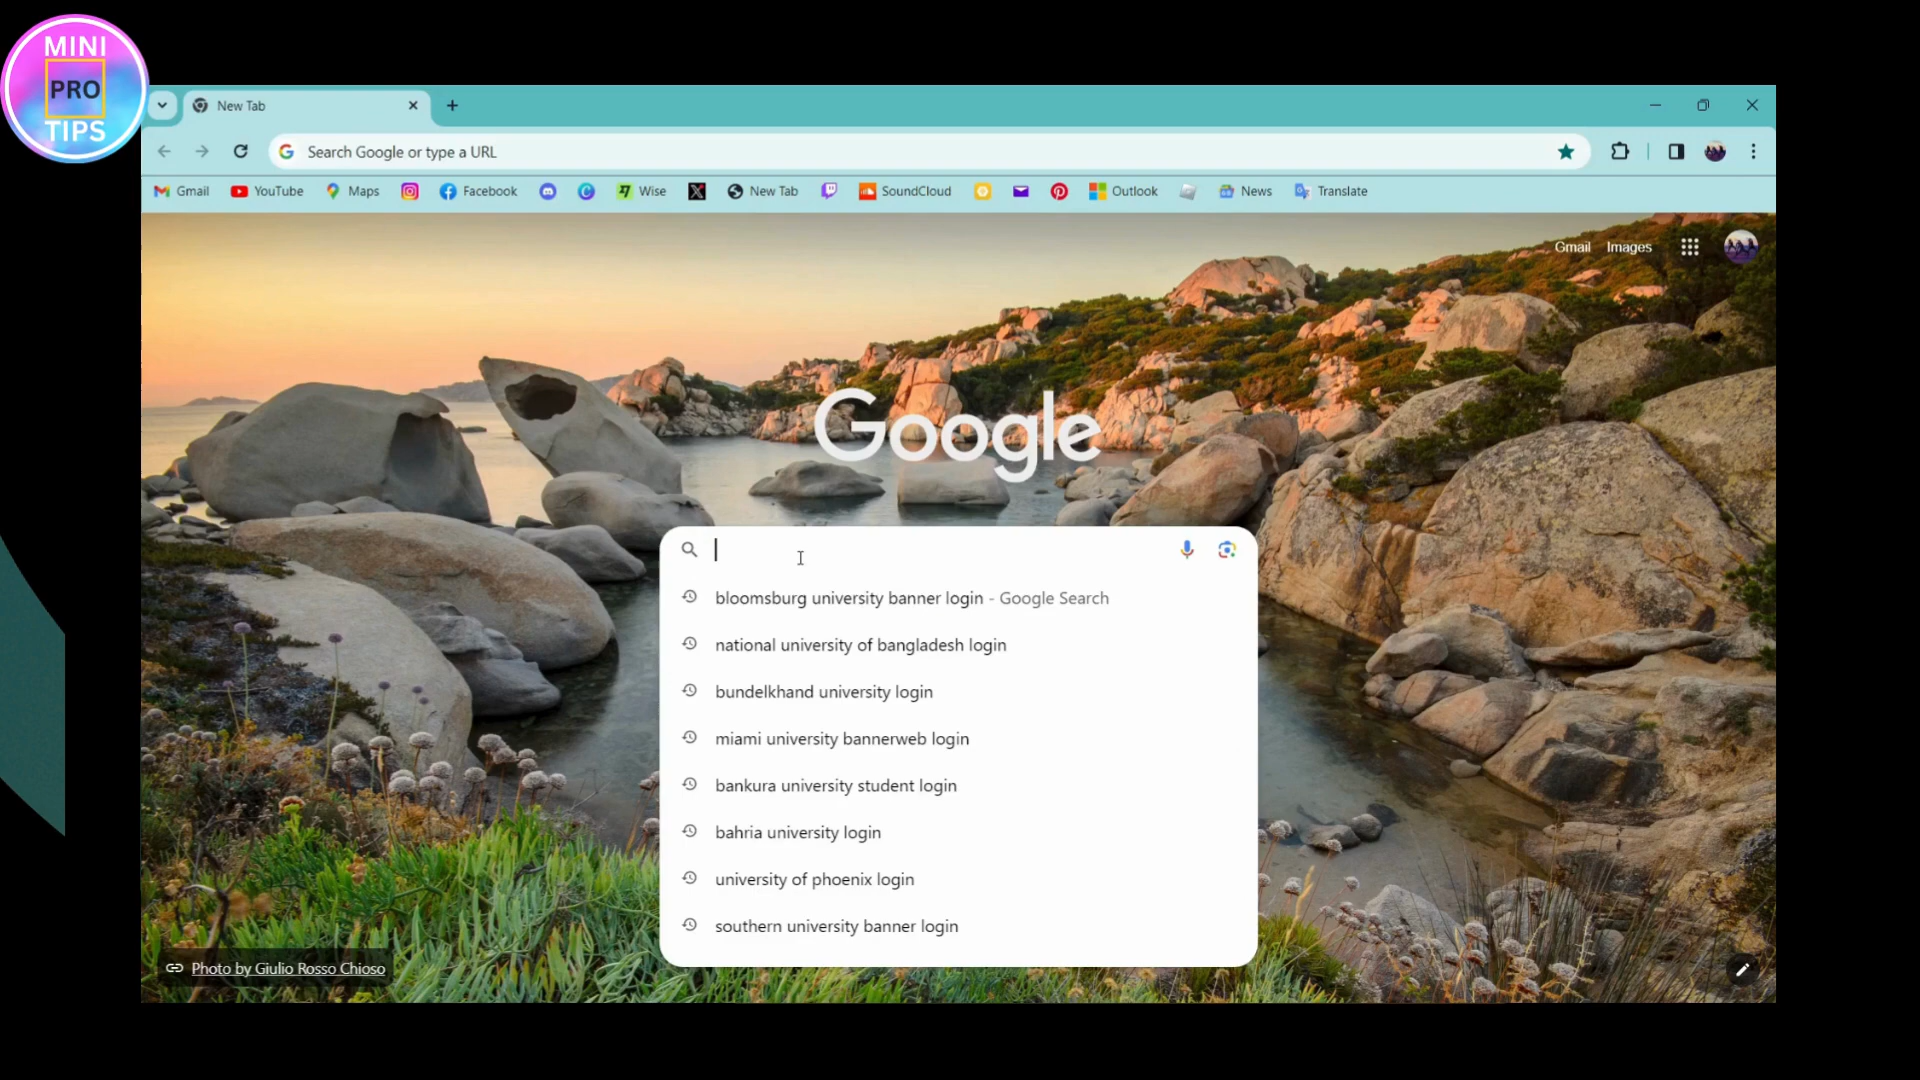 MINI
PRO
TIPS
New Tab
Search Google or type a URL
Gmail YouTube Maps Facebook Wise New Tab SoundCloud Outlook News Translate
Gmail Images
Google
bloomsburg university banner login - Google Search
national university of bangladesh login
bundelkhand university login
miami university bannerweb login
bankura university student login
bahria university login
university of phoenix login
southern university banner login
Photo by Giulio Rosso Chioso